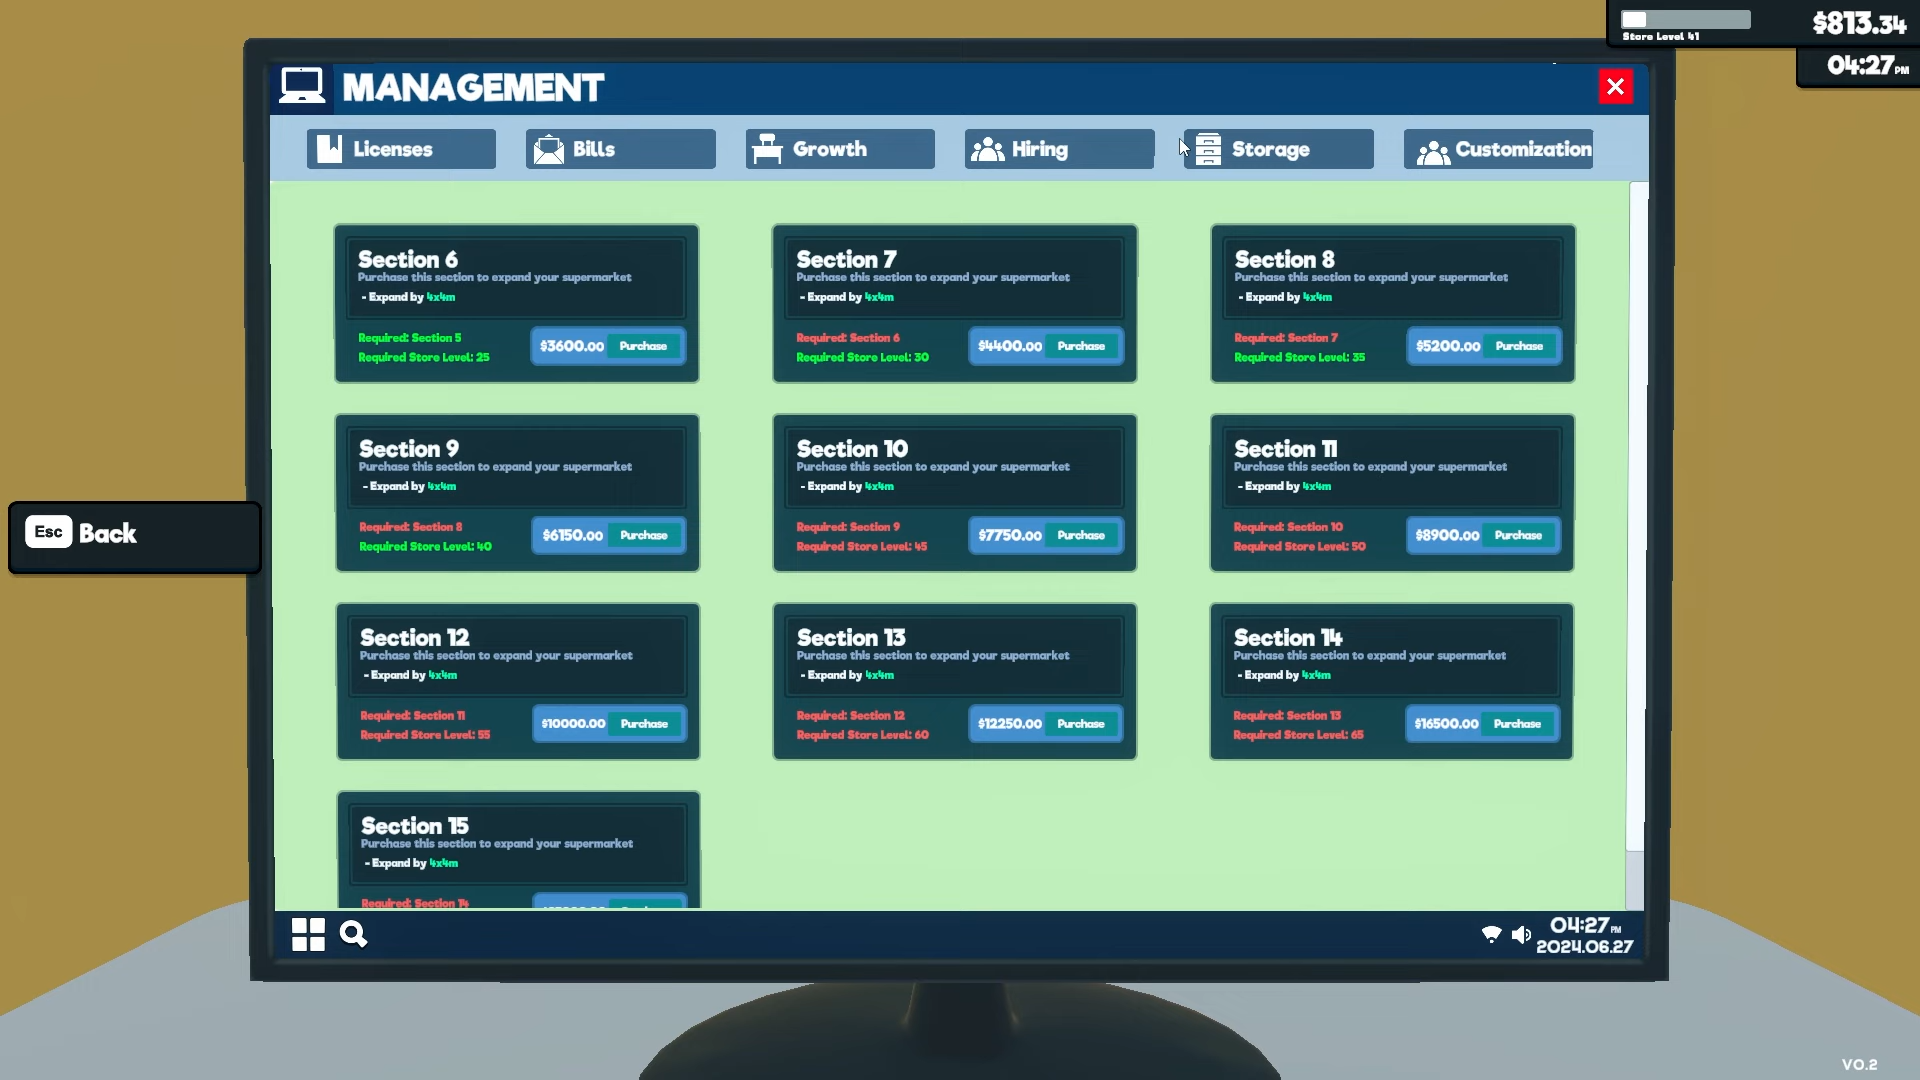 $813.34
Store Level 41
04:27PM
MANAGEMENT
Licenses
Bills
Growth
Hiring
Storage
Customization
Section 6
Purchase this section to expand your supermarket
- Expand by 4x4m
Required: Section 5
Required Store Level: 25
$3600.00 Purchase
Section 7
Purchase this section to expand your supermarket
- Expand by 4x4m
Required: Section 6
Required Store Level: 30
$4400.00 Purchase
Section 8
Purchase this section to expand your supermarket
- Expand by 4x4m
Required: Section 7
Required Store Level: 35
$5200.00 Purchase
Section 9
Purchase this section to expand your supermarket
- Expand by 4x4m
Required: Section 8
Required Store Level: 40
$6150.00 Purchase
Section 10
Purchase this section to expand your supermarket
- Expand by 4x4m
Required: Section 9
Required Store Level: 45
$7750.00 Purchase
Section 11
Purchase this section to expand your supermarket
- Expand by 4x4m
Required: Section 10
Required Store Level: 50
$8900.00 Purchase
Esc Back
Section 12
Purchase this section to expand your supermarket
- Expand by 4x4m
Required: Section 11
Required Store Level: 55
$10000.00 Purchase
Section 13
Purchase this section to expand your supermarket
- Expand by 4x4m
Required: Section 12
Required Store Level: 60
$12250.00 Purchase
Section 14
Purchase this section to expand your supermarket
- Expand by 4x4m
Required: Section 13
Required Store Level: 65
$16500.00 Purchase
Section 15
Purchase this section to expand your supermarket
- Expand by 4x4m
Required: Section 14
04:27PM
2024.06.27
V0.2